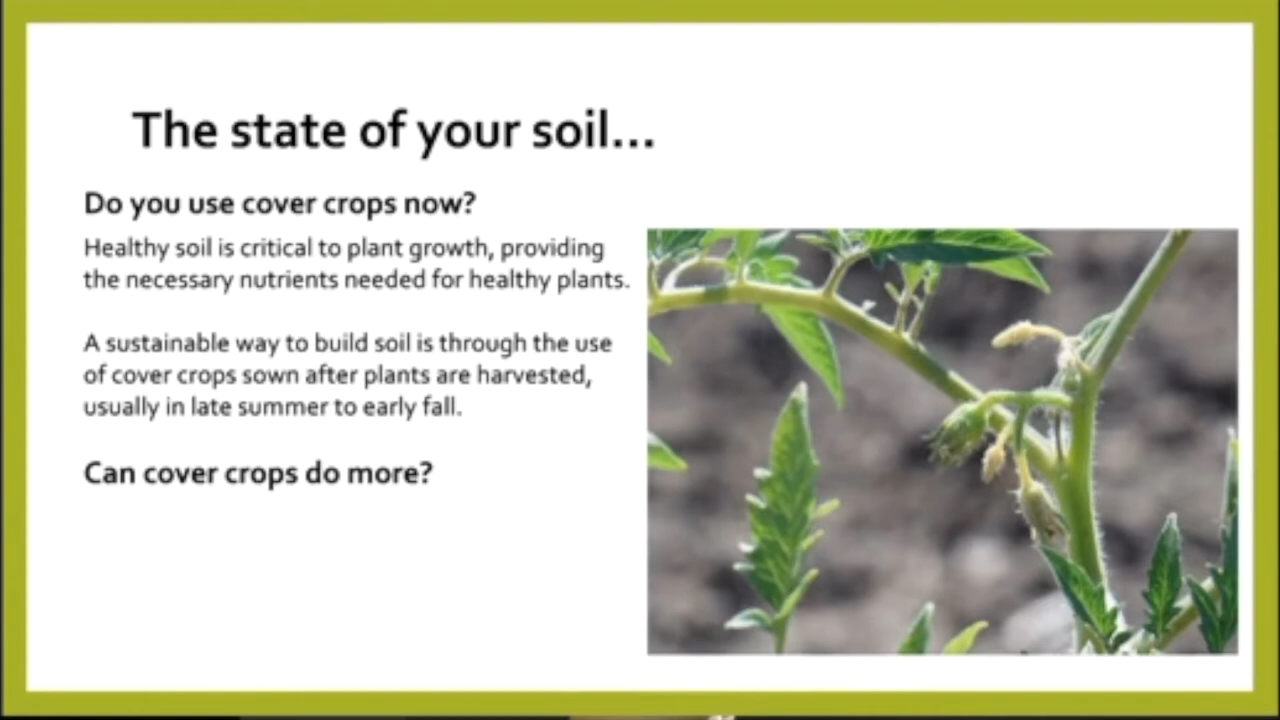 The state of your soil...
Do you use cover crops now?
Healthy soil is critical to plant growth, providing
the necessary nutrients needed for healthy plants.
A sustainable way to build soil is through the use
of cover crops sown after plants are harvested,
usually in late summer to early fall.
Can cover crops do more?